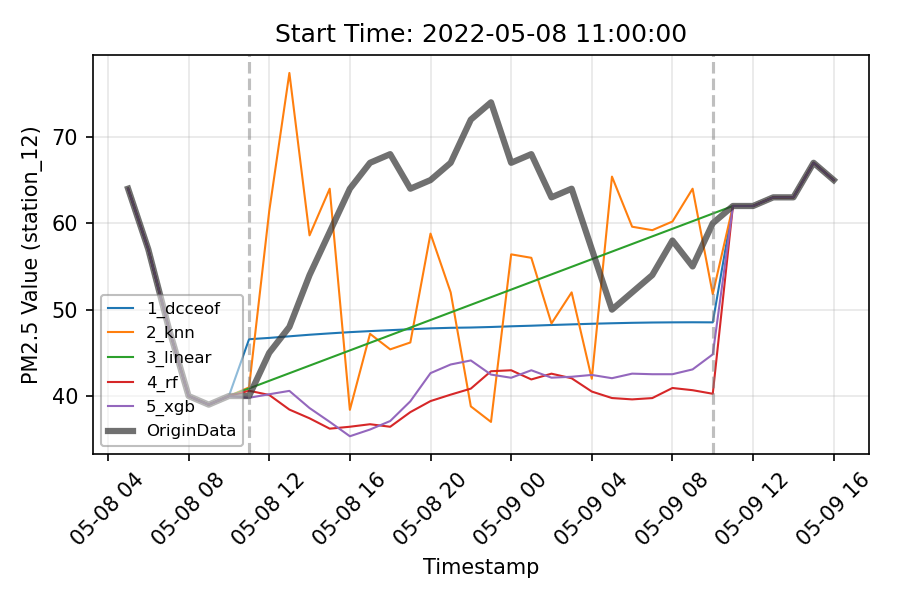 Start Time: 2022-05-08 11:00:00
PM2.5 Value (station_12)
70
60
50
40
1_dcceof
2_knn
3_linear
4_rf
5_xgb
OriginData
05-08 04
05-08 08
05-08 12
05-08 16
05-08 20
05-09 00
05-09 04
05-09 08
05-09 12
05-09 16
Timestamp